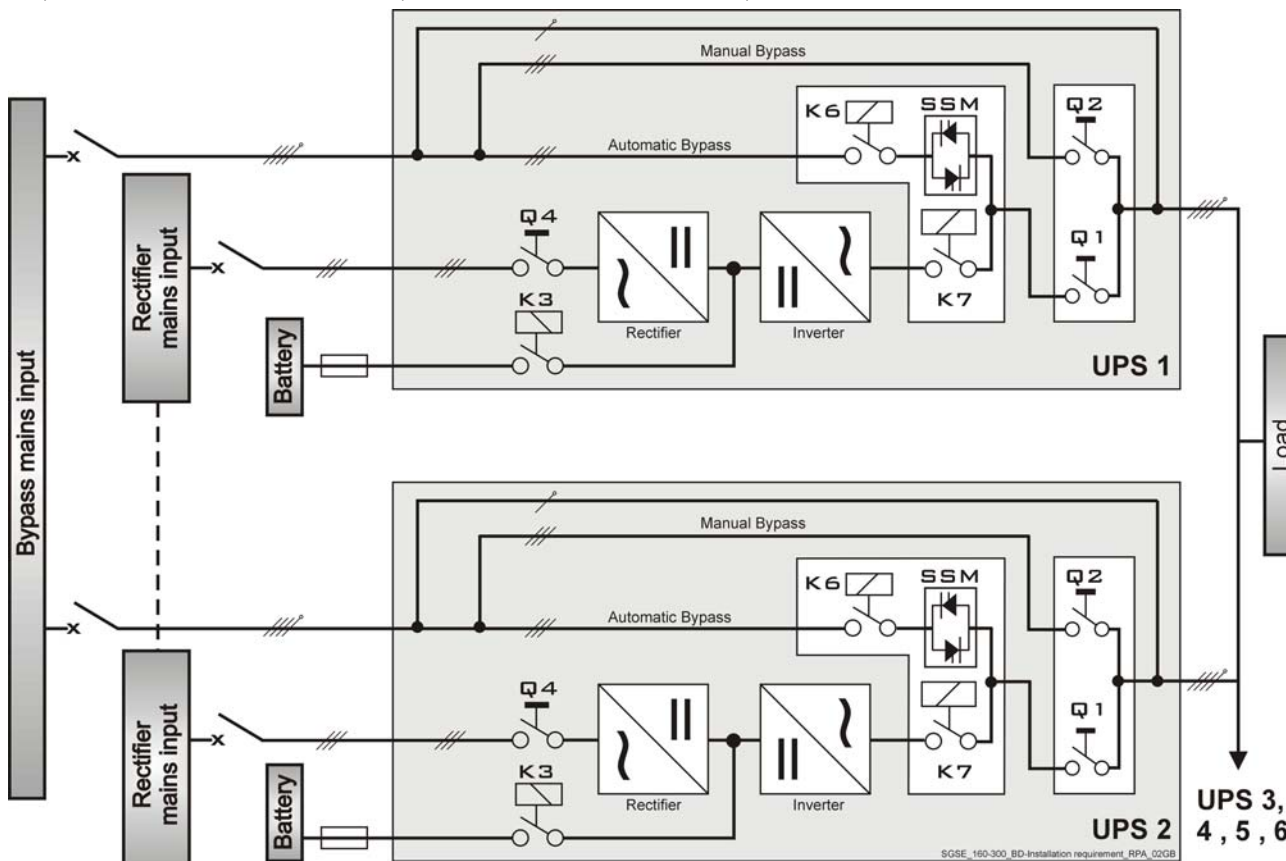 Manual Bypass
K6
SSM
Q2
Automatic Bypass
Q4
Q1
K3
K7
Rectifier
Inverter
UPS 1
Bypass mains input
Rectifier
mains input
Battery
Load
Manual Bypass
K6
SSM
Q2
Automatic Bypass
Q4
Q1
K3
K7
Rectifier
Inverter
UPS 2
Rectifier
mains input
Battery
UPS 3,
4 , 5 , 6
SGSE_160-300_BD-Installation requirement_RPA_02GB